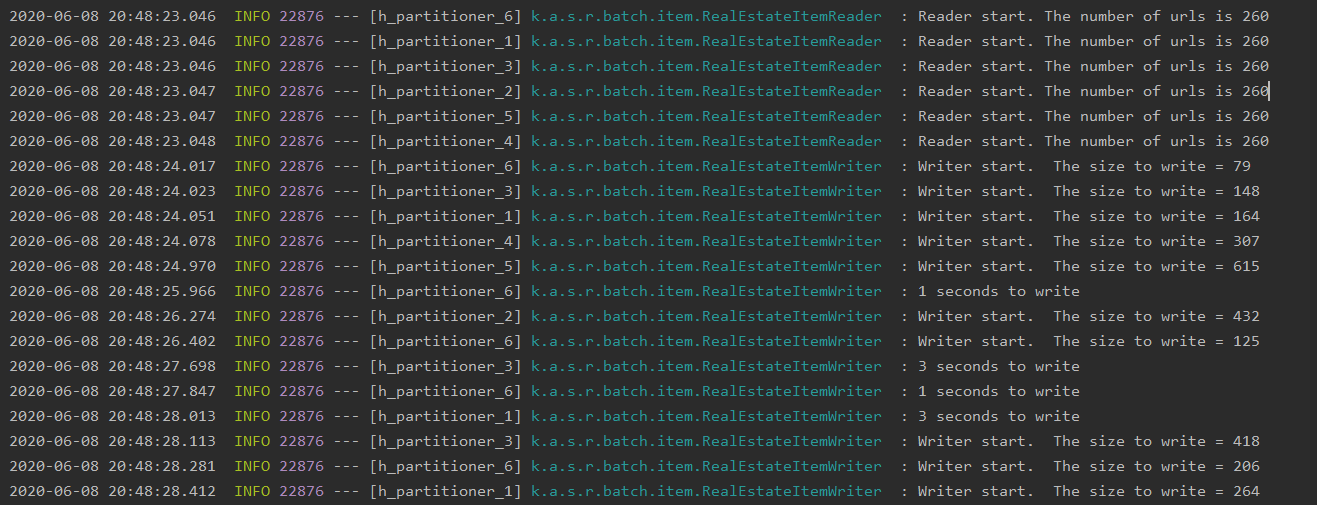 2020-06-08 20:48:23.046  INFO 22876 --- [h_partitioner_6] k.a.s.r.batch.item.RealEstateItemReader  : Reader start. The number of urls is 260
2020-06-08 20:48:23.046  INFO 22876 --- [h_partitioner_1] k.a.s.r.batch.item.RealEstateItemReader  : Reader start. The number of urls is 260
2020-06-08 20:48:23.046  INFO 22876 --- [h_partitioner_3] k.a.s.r.batch.item.RealEstateItemReader  : Reader start. The number of urls is 260
2020-06-08 20:48:23.047  INFO 22876 --- [h_partitioner_2] k.a.s.r.batch.item.RealEstateItemReader  : Reader start. The number of urls is 260
2020-06-08 20:48:23.047  INFO 22876 --- [h_partitioner_5] k.a.s.r.batch.item.RealEstateItemReader  : Reader start. The number of urls is 260
2020-06-08 20:48:23.048  INFO 22876 --- [h_partitioner_4] k.a.s.r.batch.item.RealEstateItemReader  : Reader start. The number of urls is 260
2020-06-08 20:48:24.017  INFO 22876 --- [h_partitioner_6] k.a.s.r.batch.item.RealEstateItemWriter  : Writer start.  The size to write = 79
2020-06-08 20:48:24.023  INFO 22876 --- [h_partitioner_3] k.a.s.r.batch.item.RealEstateItemWriter  : Writer start.  The size to write = 148
2020-06-08 20:48:24.051  INFO 22876 --- [h_partitioner_1] k.a.s.r.batch.item.RealEstateItemWriter  : Writer start.  The size to write = 164
2020-06-08 20:48:24.078  INFO 22876 --- [h_partitioner_4] k.a.s.r.batch.item.RealEstateItemWriter  : Writer start.  The size to write = 307
2020-06-08 20:48:24.970  INFO 22876 --- [h_partitioner_5] k.a.s.r.batch.item.RealEstateItemWriter  : Writer start.  The size to write = 615
2020-06-08 20:48:25.966  INFO 22876 --- [h_partitioner_6] k.a.s.r.batch.item.RealEstateItemWriter  : 1 seconds to write
2020-06-08 20:48:26.274  INFO 22876 --- [h_partitioner_2] k.a.s.r.batch.item.RealEstateItemWriter  : Writer start.  The size to write = 432
2020-06-08 20:48:26.402  INFO 22876 --- [h_partitioner_6] k.a.s.r.batch.item.RealEstateItemWriter  : Writer start.  The size to write = 125
2020-06-08 20:48:27.698  INFO 22876 --- [h_partitioner_3] k.a.s.r.batch.item.RealEstateItemWriter  : 3 seconds to write
2020-06-08 20:48:27.847  INFO 22876 --- [h_partitioner_6] k.a.s.r.batch.item.RealEstateItemWriter  : 1 seconds to write
2020-06-08 20:48:28.013  INFO 22876 --- [h_partitioner_1] k.a.s.r.batch.item.RealEstateItemWriter  : 3 seconds to write
2020-06-08 20:48:28.113  INFO 22876 --- [h_partitioner_3] k.a.s.r.batch.item.RealEstateItemWriter  : Writer start.  The size to write = 418
2020-06-08 20:48:28.281  INFO 22876 --- [h_partitioner_6] k.a.s.r.batch.item.RealEstateItemWriter  : Writer start.  The size to write = 206
2020-06-08 20:48:28.412  INFO 22876 --- [h_partitioner_1] k.a.s.r.batch.item.RealEstateItemWriter  : Writer start.  The size to write = 264